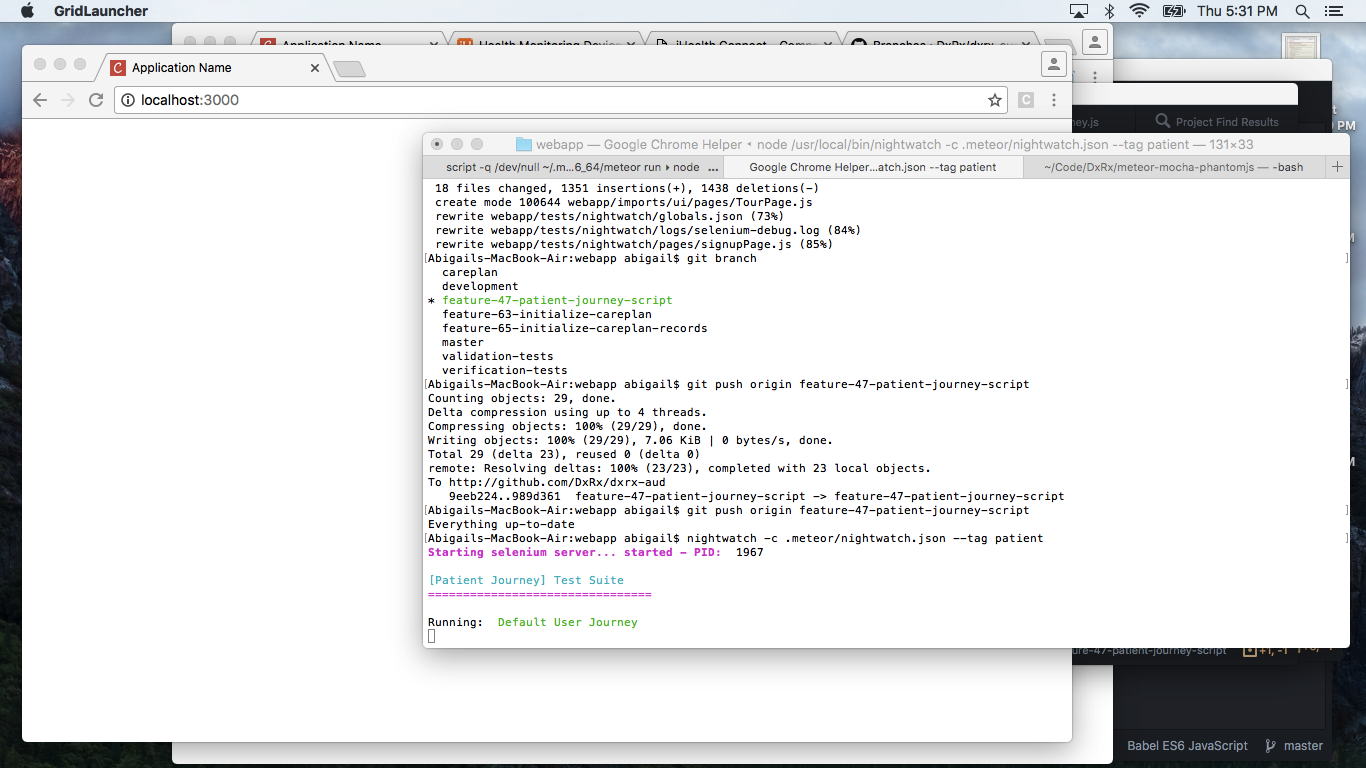 GridLauncher
Thu 5:31 PM
Application Name
Health Monitoring Device
iHealth Connect – Comp
Branches · DxRx/dxrx-au
Application Name
localhost:3000
ney.js
Project Find Results
PM
webapp — Google Chrome Helper ‹ node /usr/local/bin/nightwatch -c .meteor/nightwatch.json --tag patient — 131×33
script -q /dev/null ~/.m...6_64/meteor run ▸ node ...
Google Chrome Helper...atch.json --tag patient
~/Code/DxRx/meteor-mocha-phantomjs — -bash
18 files changed, 1351 insertions(+), 1438 deletions(-)
create mode 100644 webapp/imports/ui/pages/TourPage.js
rewrite webapp/tests/nightwatch/globals.json (73%)
rewrite webapp/tests/nightwatch/logs/selenium-debug.log (84%)
rewrite webapp/tests/nightwatch/pages/signupPage.js (85%)
[Abigails-MacBook-Air:webapp abigail$ git branch ]
careplan
development
* feature-47-patient-journey-script
feature-63-initialize-careplan
feature-65-initialize-careplan-records
master
validation-tests
verification-tests
[Abigails-MacBook-Air:webapp abigail$ git push origin feature-47-patient-journey-script ]
Counting objects: 29, done.
Delta compression using up to 4 threads.
Compressing objects: 100% (29/29), done.
Writing objects: 100% (29/29), 7.06 KiB | 0 bytes/s, done.
Total 29 (delta 23), reused 0 (delta 0)
remote: Resolving deltas: 100% (23/23), completed with 23 local objects.
To http://github.com/DxRx/dxrx-aud
9eeb224..989d361  feature-47-patient-journey-script -> feature-47-patient-journey-script
[Abigails-MacBook-Air:webapp abigail$ git push origin feature-47-patient-journey-script ]
Everything up-to-date
[Abigails-MacBook-Air:webapp abigail$ nightwatch -c .meteor/nightwatch.json --tag patient ]
Starting selenium server... started - PID:  1967
[Patient Journey] Test Suite
================================
Running:  Default User Journey
ure-47-patient-journey-script
+1, -1
Babel ES6 JavaScript
master